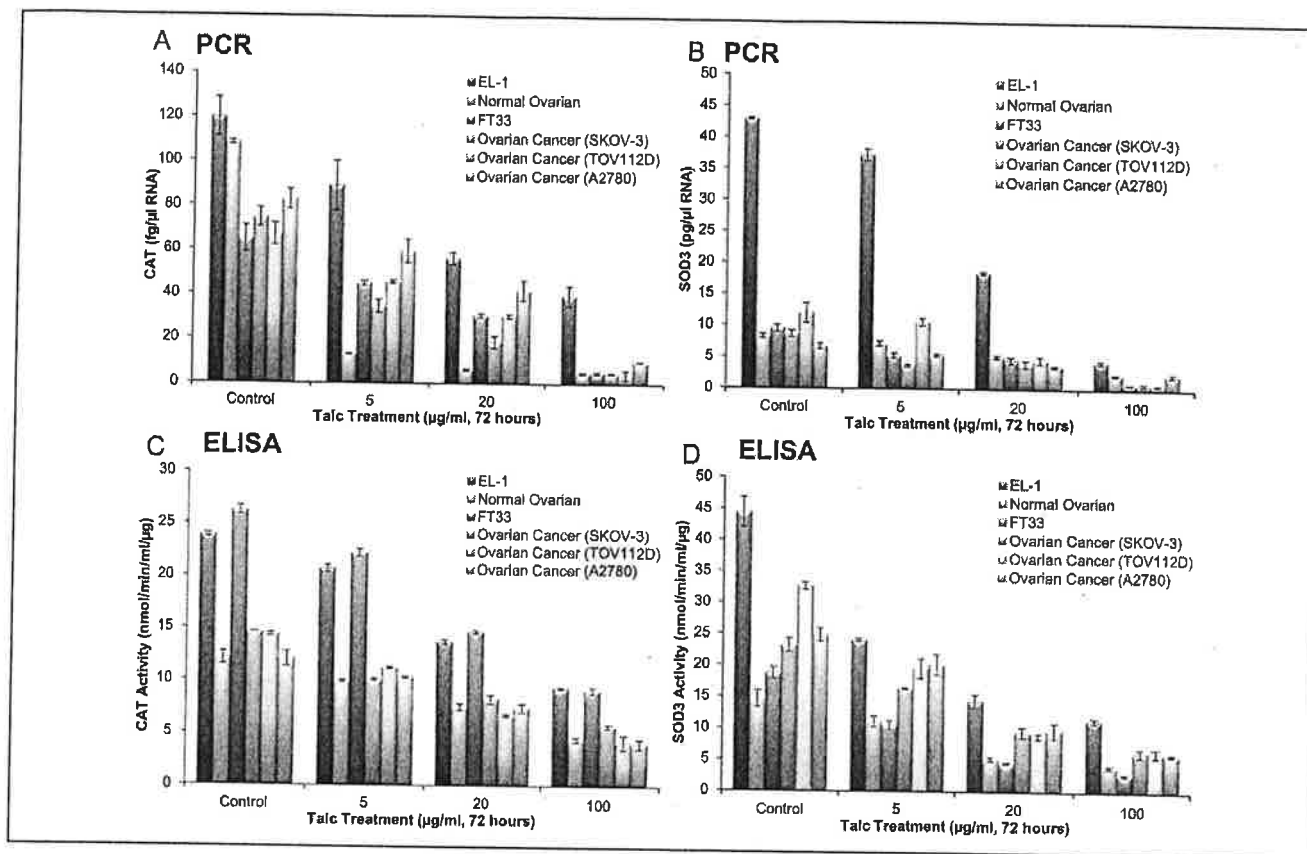 A PCR
140
120
100
80
60
40
20
0
CAT (fg/µl RNA)
EL-1
Normal Ovarian
FT33
Ovarian Cancer (SKOV-3)
Ovarian Cancer (TOV112D)
Ovarian Cancer (A2780)
Control 5 20 100
Talc Treatment (µg/ml, 72 hours)
B PCR
50
45
40
35
30
25
20
15
10
5
0
SOD3 (pg/µl RNA)
EL-1
Normal Ovarian
FT33
Ovarian Cancer (SKOV-3)
Ovarian Cancer (TOV112D)
Ovarian Cancer (A2780)
Control 5 20 100
Talc Treatment (µg/ml, 72 hours)
C ELISA
30
25
20
15
10
5
0
CAT Activity (nmol/min/ml/µg)
EL-1
Normal Ovarian
FT33
Ovarian Cancer (SKOV-3)
Ovarian Cancer (TOV112D)
Ovarian Cancer (A2780)
Control 5 20 100
Talc Treatment (µg/ml, 72 hours)
D ELISA
50
45
40
35
30
25
20
15
10
5
0
SOD3 Activity (nmol/min/ml/µg)
EL-1
Normal Ovarian
FT33
Ovarian Cancer (SKOV-3)
Ovarian Cancer (TOV112D)
Ovarian Cancer (A2780)
Control 5 20 100
Talc Treatment (µg/ml, 72 hours)